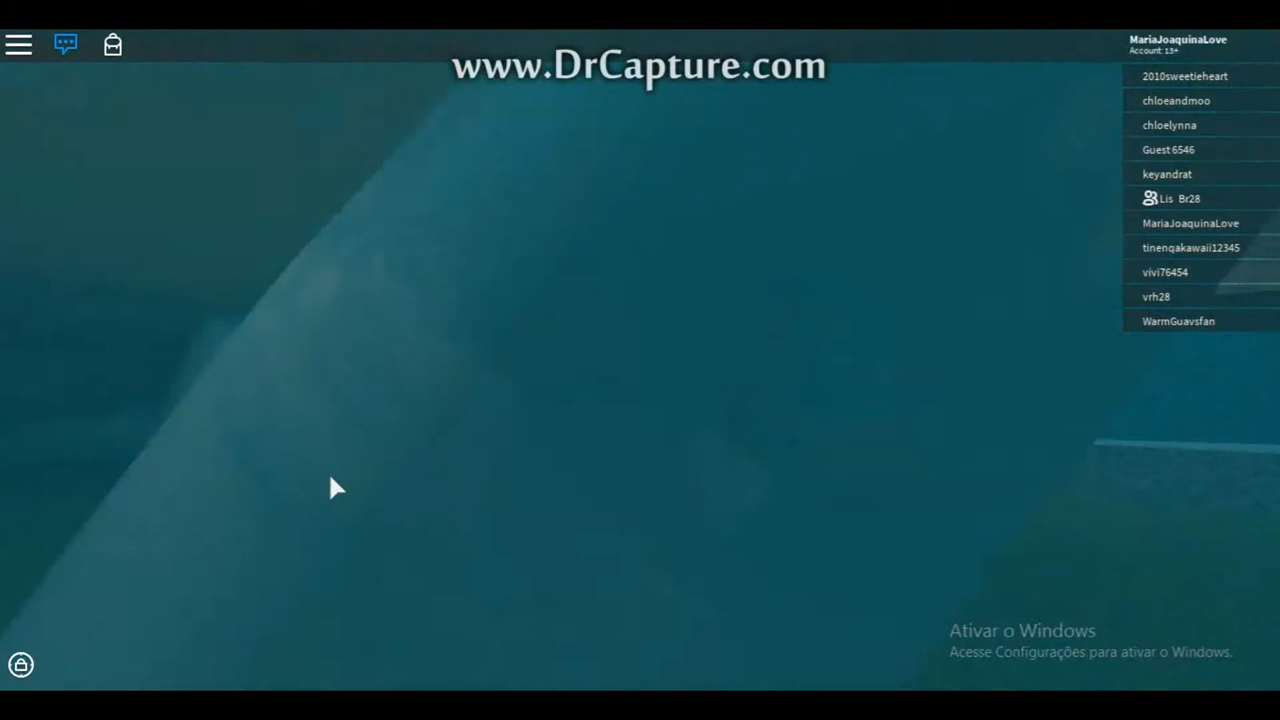 www.DrCapture.com
MariaJoaquinaLove
Account: 13+
2010sweetieheart
chloeandmoo
chloelynna
Guest 6546
keyandrat
Lis Br28
MariaJoaquinaLove
tinenqakawaii12345
vivi76454
vrh28
WarmGuavsfan
Ativar o Windows
Acesse Configurações para ativar o Windows.